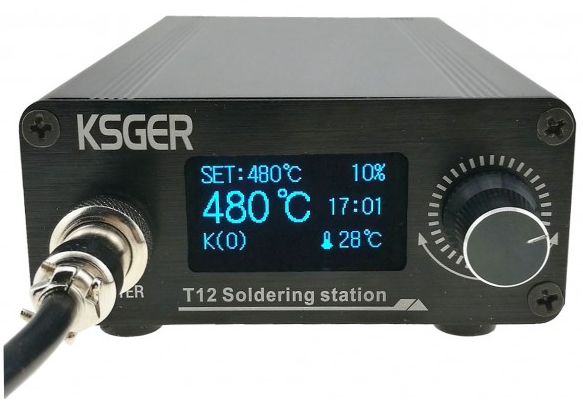 KSGER
SET:480℃ 10%
480℃ 17:01
K(0) 28℃
T12 Soldering station